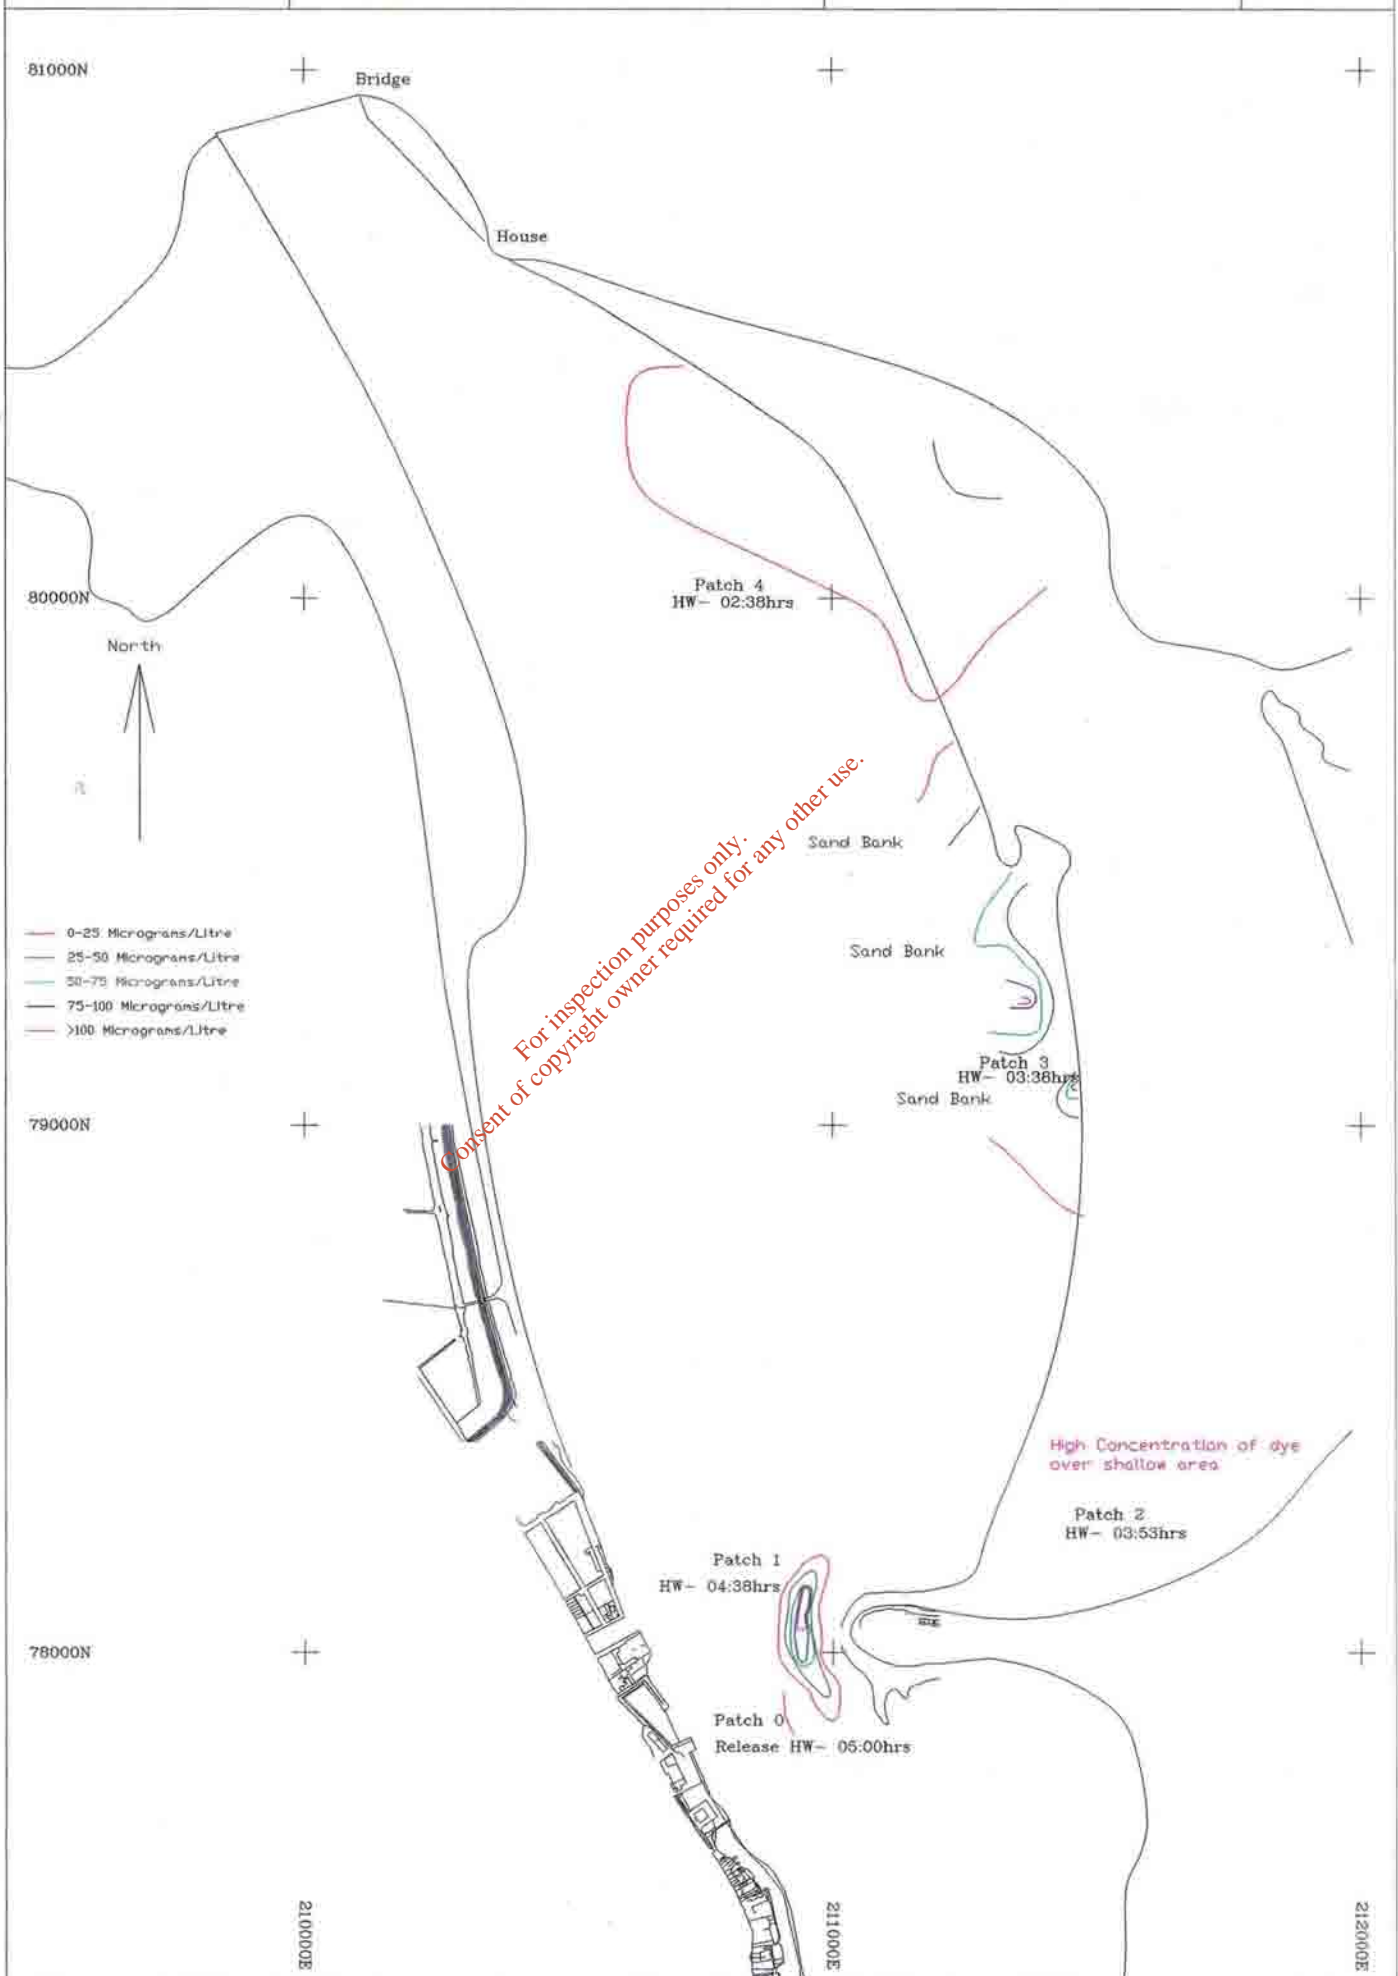 81000N
Bridge
House
Patch 4
HW- 02:38hrs
80000N
North
Sand Bank
Sand Bank
0-25 Micrograms/Litre
25-50 Micrograms/Litre
50-75 Micrograms/Litre
75-100 Micrograms/Litre
>100 Micrograms/Litre
For inspection purposes only.
Consent of copyright owner required for any other use.
Patch 3
HW- 03:38hrs
Sand Bank
79000N
High Concentration of dye
over shallow area
Patch 2
HW- 03:53hrs
Patch 1
HW- 04:38hrs
78000N
Patch 0
Release HW- 05:00hrs
210000E
211000E
212000E